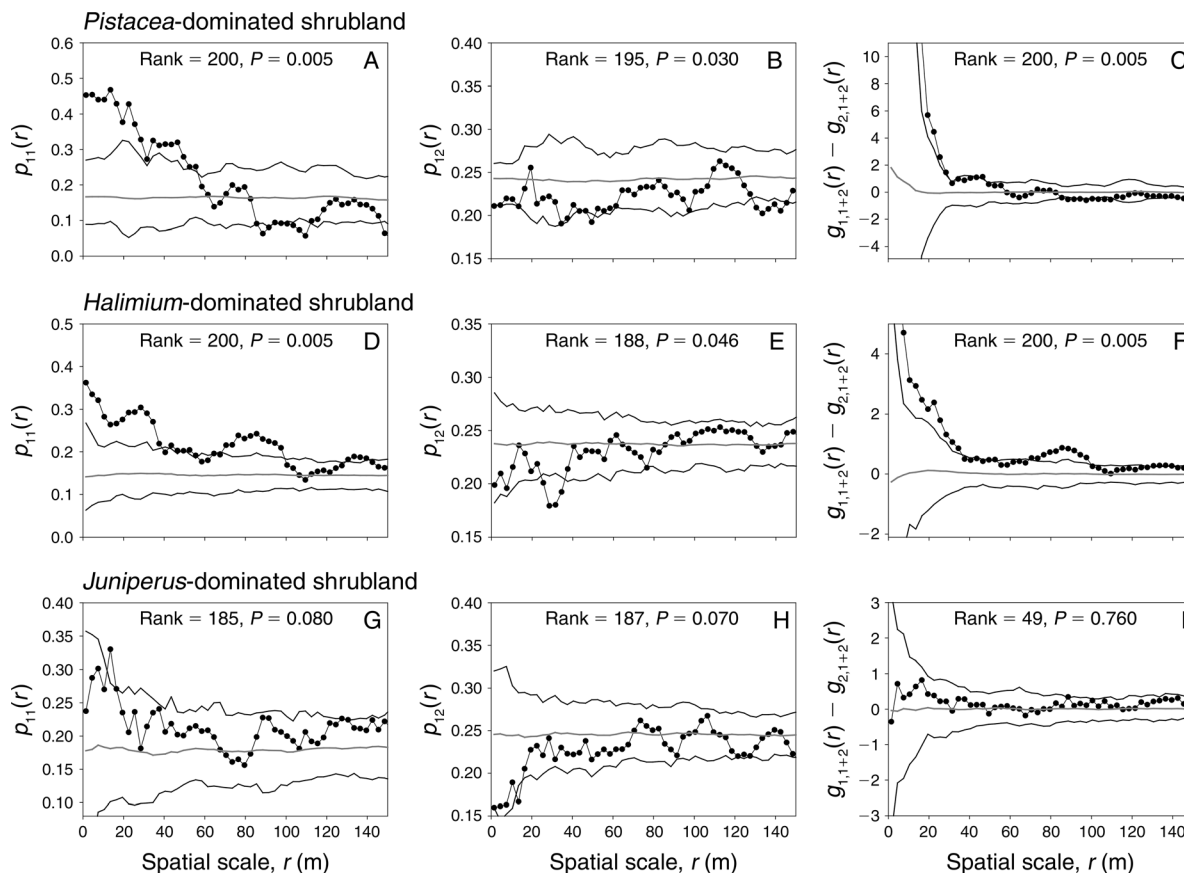 Pistacea-dominated shrubland
Rank = 200, P = 0.005 A
Rank = 195, P = 0.030 B
Rank = 200, P = 0.005 C
p11(r)
0.6
0.5
0.4
0.3
0.2
0.1
0.0
p12(r)
0.40
0.35
0.30
0.25
0.20
0.15
g1,1+2(r) − g2,1+2(r)
10
8
6
4
2
0
−2
−4
Halimium-dominated shrubland
Rank = 200, P = 0.005 D
Rank = 188, P = 0.046 E
Rank = 200, P = 0.005 F
p11(r)
0.5
0.4
0.3
0.2
0.1
0.0
p12(r)
0.35
0.30
0.25
0.20
0.15
g1,1+2(r) − g2,1+2(r)
4
2
0
−2
Juniperus-dominated shrubland
Rank = 185, P = 0.080 G
Rank = 187, P = 0.070 H
Rank = 49, P = 0.760
p11(r)
0.40
0.35
0.30
0.25
0.20
0.15
0.10
p12(r)
0.40
0.35
0.30
0.25
0.20
0.15
g1,1+2(r) − g2,1+2(r)
3
2
1
0
−1
−2
−3
0 20 40 60 80 100 120 140
0 20 40 60 80 100 120 140
0 20 40 60 80 100 120 140
Spatial scale, r (m)
Spatial scale, r (m)
Spatial scale, r (m)